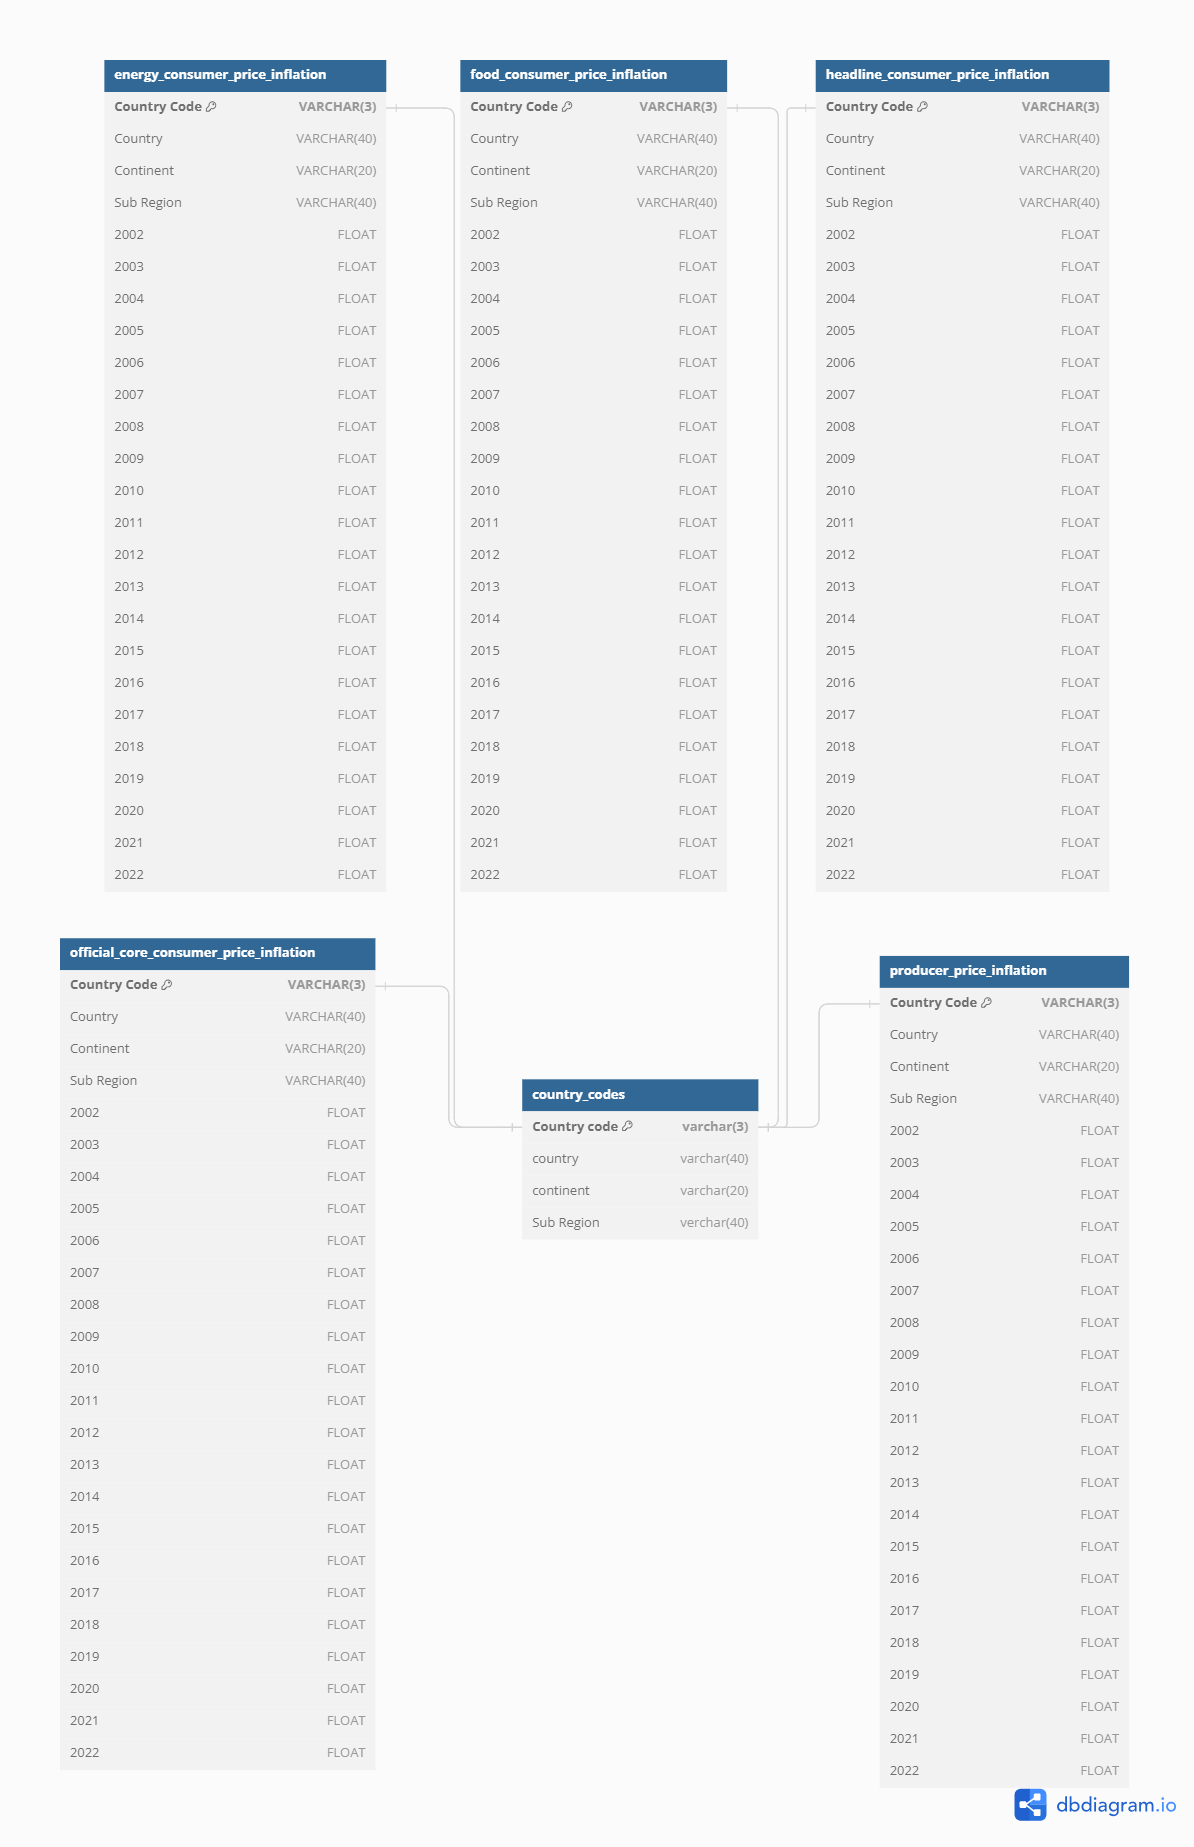 energy_consumer_price_inflation
Country Code VARCHAR(3)
Country VARCHAR(40)
Continent VARCHAR(20)
Sub Region VARCHAR(40)
2002 FLOAT
2003 FLOAT
2004 FLOAT
2005 FLOAT
2006 FLOAT
2007 FLOAT
2008 FLOAT
2009 FLOAT
2010 FLOAT
2011 FLOAT
2012 FLOAT
2013 FLOAT
2014 FLOAT
2015 FLOAT
2016 FLOAT
2017 FLOAT
2018 FLOAT
2019 FLOAT
2020 FLOAT
2021 FLOAT
2022 FLOAT
food_consumer_price_inflation
Country Code VARCHAR(3)
Country VARCHAR(40)
Continent VARCHAR(20)
Sub Region VARCHAR(40)
2002 FLOAT
2003 FLOAT
2004 FLOAT
2005 FLOAT
2006 FLOAT
2007 FLOAT
2008 FLOAT
2009 FLOAT
2010 FLOAT
2011 FLOAT
2012 FLOAT
2013 FLOAT
2014 FLOAT
2015 FLOAT
2016 FLOAT
2017 FLOAT
2018 FLOAT
2019 FLOAT
2020 FLOAT
2021 FLOAT
2022 FLOAT
headline_consumer_price_inflation
Country Code VARCHAR(3)
Country VARCHAR(40)
Continent VARCHAR(20)
Sub Region VARCHAR(40)
2002 FLOAT
2003 FLOAT
2004 FLOAT
2005 FLOAT
2006 FLOAT
2007 FLOAT
2008 FLOAT
2009 FLOAT
2010 FLOAT
2011 FLOAT
2012 FLOAT
2013 FLOAT
2014 FLOAT
2015 FLOAT
2016 FLOAT
2017 FLOAT
2018 FLOAT
2019 FLOAT
2020 FLOAT
2021 FLOAT
2022 FLOAT
official_core_consumer_price_inflation
Country Code VARCHAR(3)
Country VARCHAR(40)
Continent VARCHAR(20)
Sub Region VARCHAR(40)
2002 FLOAT
2003 FLOAT
2004 FLOAT
2005 FLOAT
2006 FLOAT
2007 FLOAT
2008 FLOAT
2009 FLOAT
2010 FLOAT
2011 FLOAT
2012 FLOAT
2013 FLOAT
2014 FLOAT
2015 FLOAT
2016 FLOAT
2017 FLOAT
2018 FLOAT
2019 FLOAT
2020 FLOAT
2021 FLOAT
2022 FLOAT
country_codes
Country code varchar(3)
country varchar(40)
continent varchar(20)
Sub Region verchar(40)
producer_price_inflation
Country Code VARCHAR(3)
Country VARCHAR(40)
Continent VARCHAR(20)
Sub Region VARCHAR(40)
2002 FLOAT
2003 FLOAT
2004 FLOAT
2005 FLOAT
2006 FLOAT
2007 FLOAT
2008 FLOAT
2009 FLOAT
2010 FLOAT
2011 FLOAT
2012 FLOAT
2013 FLOAT
2014 FLOAT
2015 FLOAT
2016 FLOAT
2017 FLOAT
2018 FLOAT
2019 FLOAT
2020 FLOAT
2021 FLOAT
2022 FLOAT
dbdiagram.io